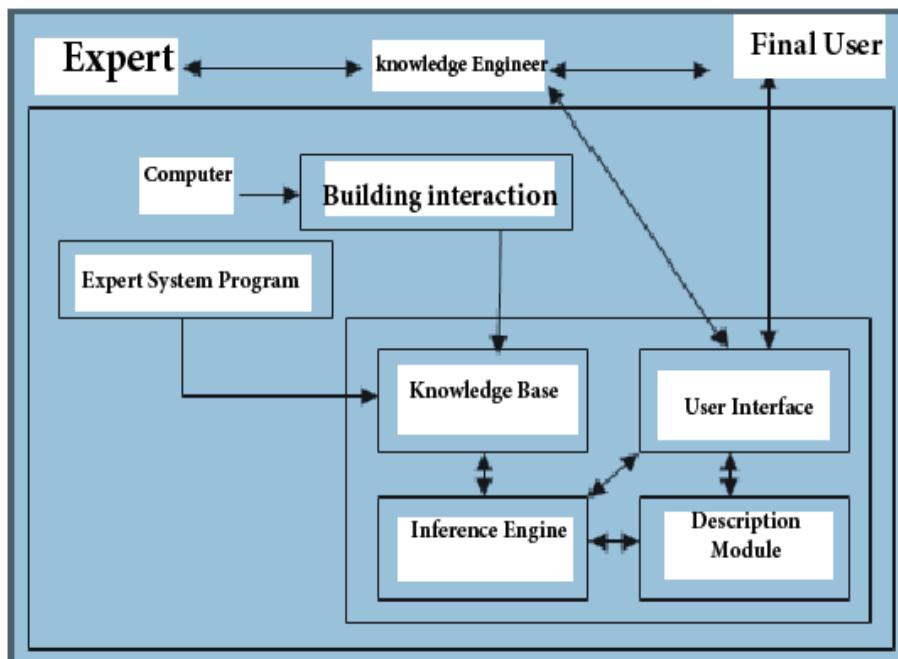 Expert
knowledge Engineer
Final User
Computer
Building interaction
Expert System Program
Knowledge Base
User Interface
Inference Engine
Description
Module